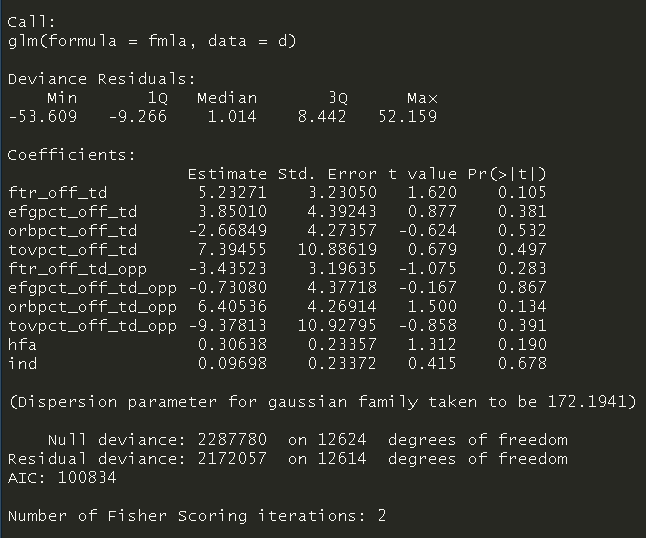 Call:
glm(formula = fmla, data = d)
Deviance Residuals:
Min 1Q Median 3Q Max
-53.609 -9.266 1.014 8.442 52.159
Coefficients:
Estimate Std. Error t value Pr(>|t|)
ftr_off_td 5.23271 3.23050 1.620 0.105
efgpct_off_td 3.85010 4.39243 0.877 0.381
orbpct_off_td -2.66849 4.27357 -0.624 0.532
tovpct_off_td 7.39455 10.88619 0.679 0.497
ftr_off_td_opp -3.43523 3.19635 -1.075 0.283
efgpct_off_td_opp -0.73080 4.37718 -0.167 0.867
orbpct_off_td_opp 6.40536 4.26914 1.500 0.134
tovpct_off_td_opp -9.37813 10.92795 -0.858 0.391
hfa 0.30638 0.23357 1.312 0.190
ind 0.09698 0.23372 0.415 0.678
(Dispersion parameter for gaussian family taken to be 172.1941)
Null deviance: 2287780 on 12624 degrees of freedom
Residual deviance: 2172057 on 12614 degrees of freedom
AIC: 100834
Number of Fisher Scoring iterations: 2